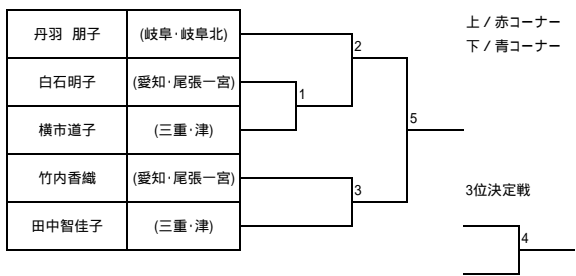 丹羽 朋子 (岐阜･岐阜北)
白石明子 (愛知･尾張一宮)
横市道子 (三重･津)
竹内香織 (愛知･尾張一宮)
田中智佳子 (三重･津)
1
2
3
5
上 / 赤コーナー
下 / 青コーナー
3位決定戦
4